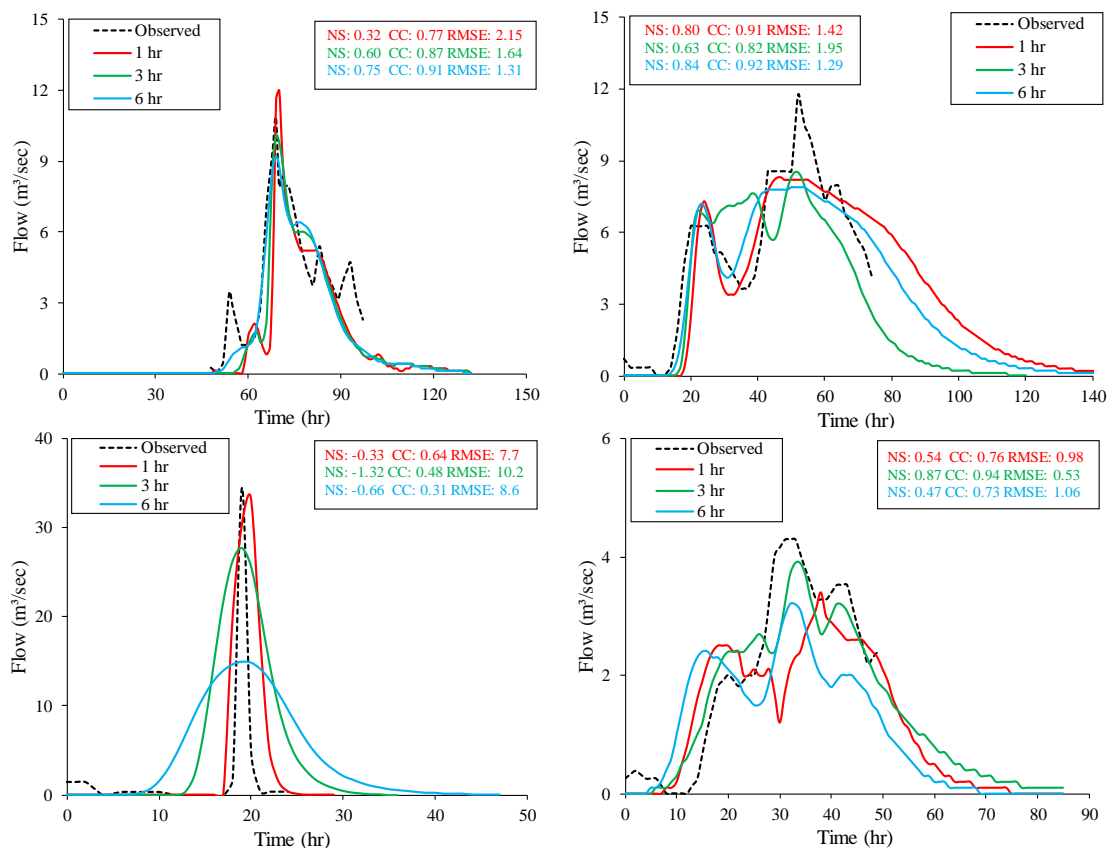 Observed
1 hr
3 hr
6 hr
NS: 0.32 CC: 0.77 RMSE: 2.15
NS: 0.60 CC: 0.87 RMSE: 1.64
NS: 0.75 CC: 0.91 RMSE: 1.31
15
12
9
6
3
0
Flow (m³/sec)
0 30 60 90 120 150
Time (hr)
NS: 0.80 CC: 0.91 RMSE: 1.42
NS: 0.63 CC: 0.82 RMSE: 1.95
NS: 0.84 CC: 0.92 RMSE: 1.29
Observed
1 hr
3 hr
6 hr
15
12
9
6
3
0
Flow (m³/sec)
0 20 40 60 80 100 120 140
Time (hr)
Observed
1 hr
3 hr
6 hr
NS: -0.33 CC: 0.64 RMSE: 7.7
NS: -1.32 CC: 0.48 RMSE: 10.2
NS: -0.66 CC: 0.31 RMSE: 8.6
40
30
20
10
0
Flow (m³/sec)
0 10 20 30 40 50
Time (hr)
Observed
1 hr
3 hr
6 hr
NS: 0.54 CC: 0.76 RMSE: 0.98
NS: 0.87 CC: 0.94 RMSE: 0.53
NS: 0.47 CC: 0.73 RMSE: 1.06
6
4
2
0
Flow (m³/sec)
0 10 20 30 40 50 60 70 80 90
Time (hr)